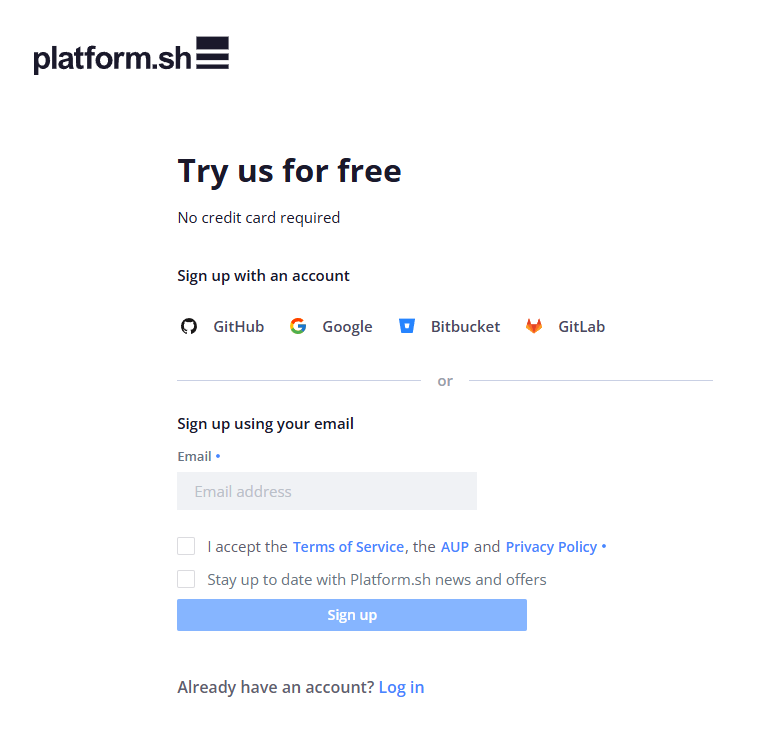 platform.sh
Try us for free
No credit card required
Sign up with an account
GitHub Google Bitbucket GitLab
or
Sign up using your email
Email •
Email address
I accept the Terms of Service, the AUP and Privacy Policy •
Stay up to date with Platform.sh news and offers
Sign up
Already have an account? Log in